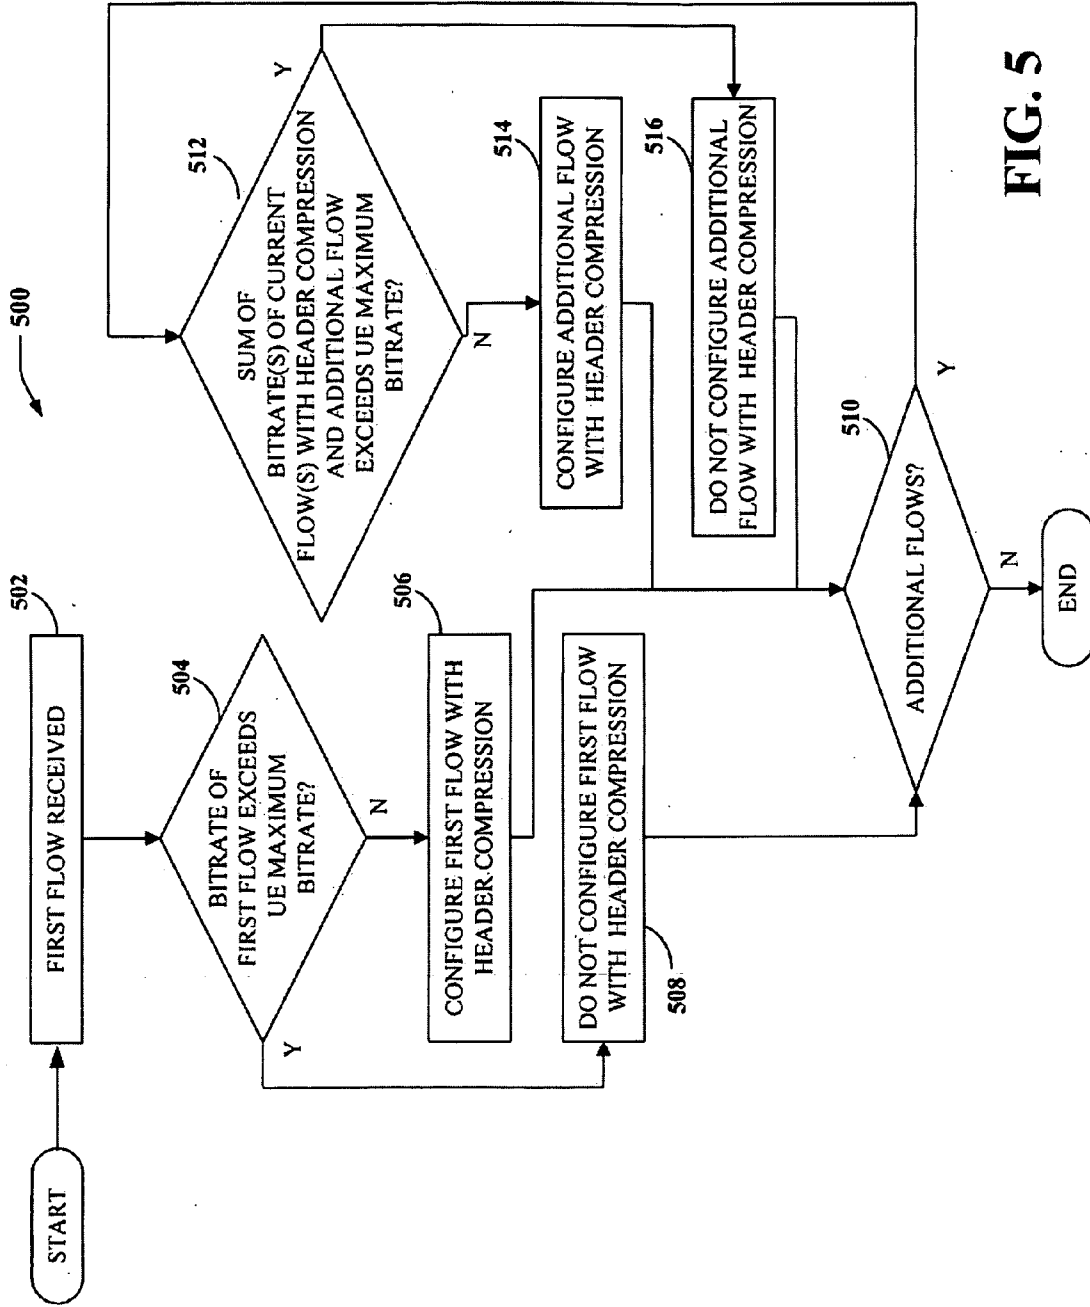 500
START
FIRST FLOW RECEIVED
502
BITRATE OF
FIRST FLOW EXCEEDS
UE MAXIMUM
BITRATE?
504
Y
N
CONFIGURE FIRST FLOW WITH
HEADER COMPRESSION
506
DO NOT CONFIGURE FIRST FLOW
WITH HEADER COMPRESSION
508
SUM OF
BITRATE(S) OF CURRENT
FLOW(S) WITH HEADER COMPRESSION
AND ADDITIONAL FLOW
EXCEEDS UE MAXIMUM
BITRATE?
512
Y
N
CONFIGURE ADDITIONAL FLOW
WITH HEADER COMPRESSION
514
DO NOT CONFIGURE ADDITIONAL
FLOW WITH HEADER COMPRESSION
516
ADDITIONAL FLOWS?
510
Y
N
END
FIG. 5